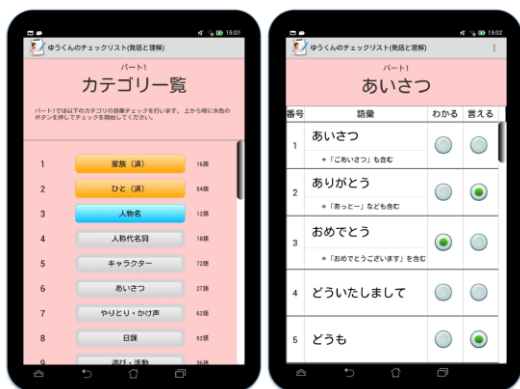 15:01
ゆうくんのチェックリスト(発話と理解)
パート1
カテゴリ一覧
パート1では以下のカテゴリの語彙チェックを行います。上から順に水色の
ボタンを押してチェックを開始してください。
1 家族（済） 16語
2 ひと（済） 54語
3 人物名 13語
4 人称代名詞 18語
5 キャラクター 73語
6 あいさつ 27語
7 やりとり・かけ声 62語
8 日課 52語
9 遊び・活動 36語
15:02
ゆうくんのチェックリスト(発話と理解)
パート1
あいさつ
番号 語彙 わかる 言える
1 あいさつ
＊「ごあいさつ」も含む
2 ありがとう
＊「あっとー」なども含む
3 おめでとう
＊「おめでとうございます」を含む
4 どういたしまして
5 どうも